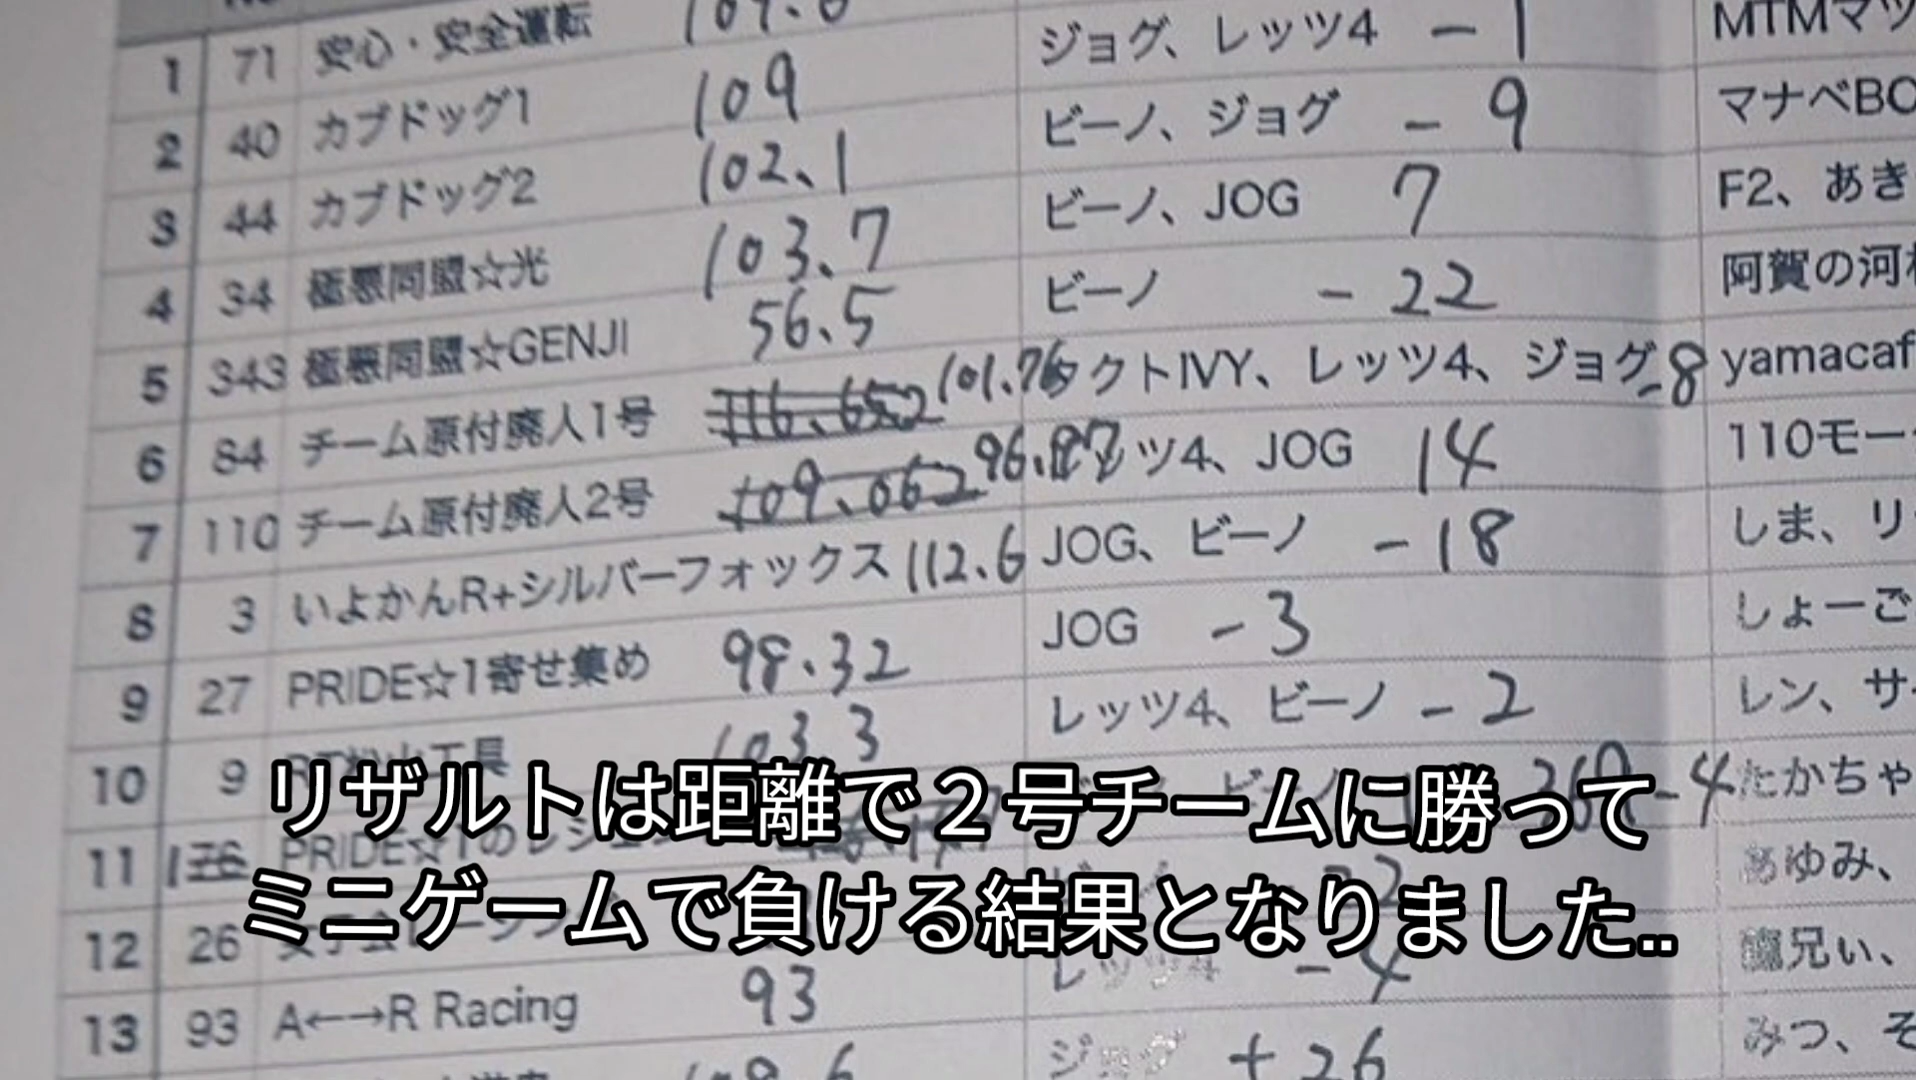 1 71 安心・安全運転 ジョグ、レッツ4 -1 MTMマッ
2 40 カブドッグ1 109 ビーノ、ジョグ -9 マナベBO
3 44 カブドッグ2 102.1 ビーノ、JOG 7 F2、あき
4 34 極悪同盟☆光 103.7 ビーノ -22 阿賀の河
5 343 極悪同盟☆GENJI 56.5 クトIVY、レッツ4、ジョグ -8 yamacaf
6 84 チーム原付廃人1号 101.76 ツ4、JOG 14 110モー
7 110 チーム原付廃人2号 109.062 JOG、ビーノ -18 しま、リ
8 3 いよかんR+シルバーフォックス 112.6 JOG -3 しょーご
9 27 PRIDE☆1寄せ集め 98.32 レッツ4、ビーノ -2 レン、サ
10 9 103.3 ビーノ -4 たかちゃ
リザルトは距離で２号チームに勝って
11 PRIDE☆1の ゆみ、
ミニゲームで負ける結果となりました..
12 26 レッツ4 -4 兄ぃ、
13 93 A←→R Racing 93 ジョグ +26 みつ、そ